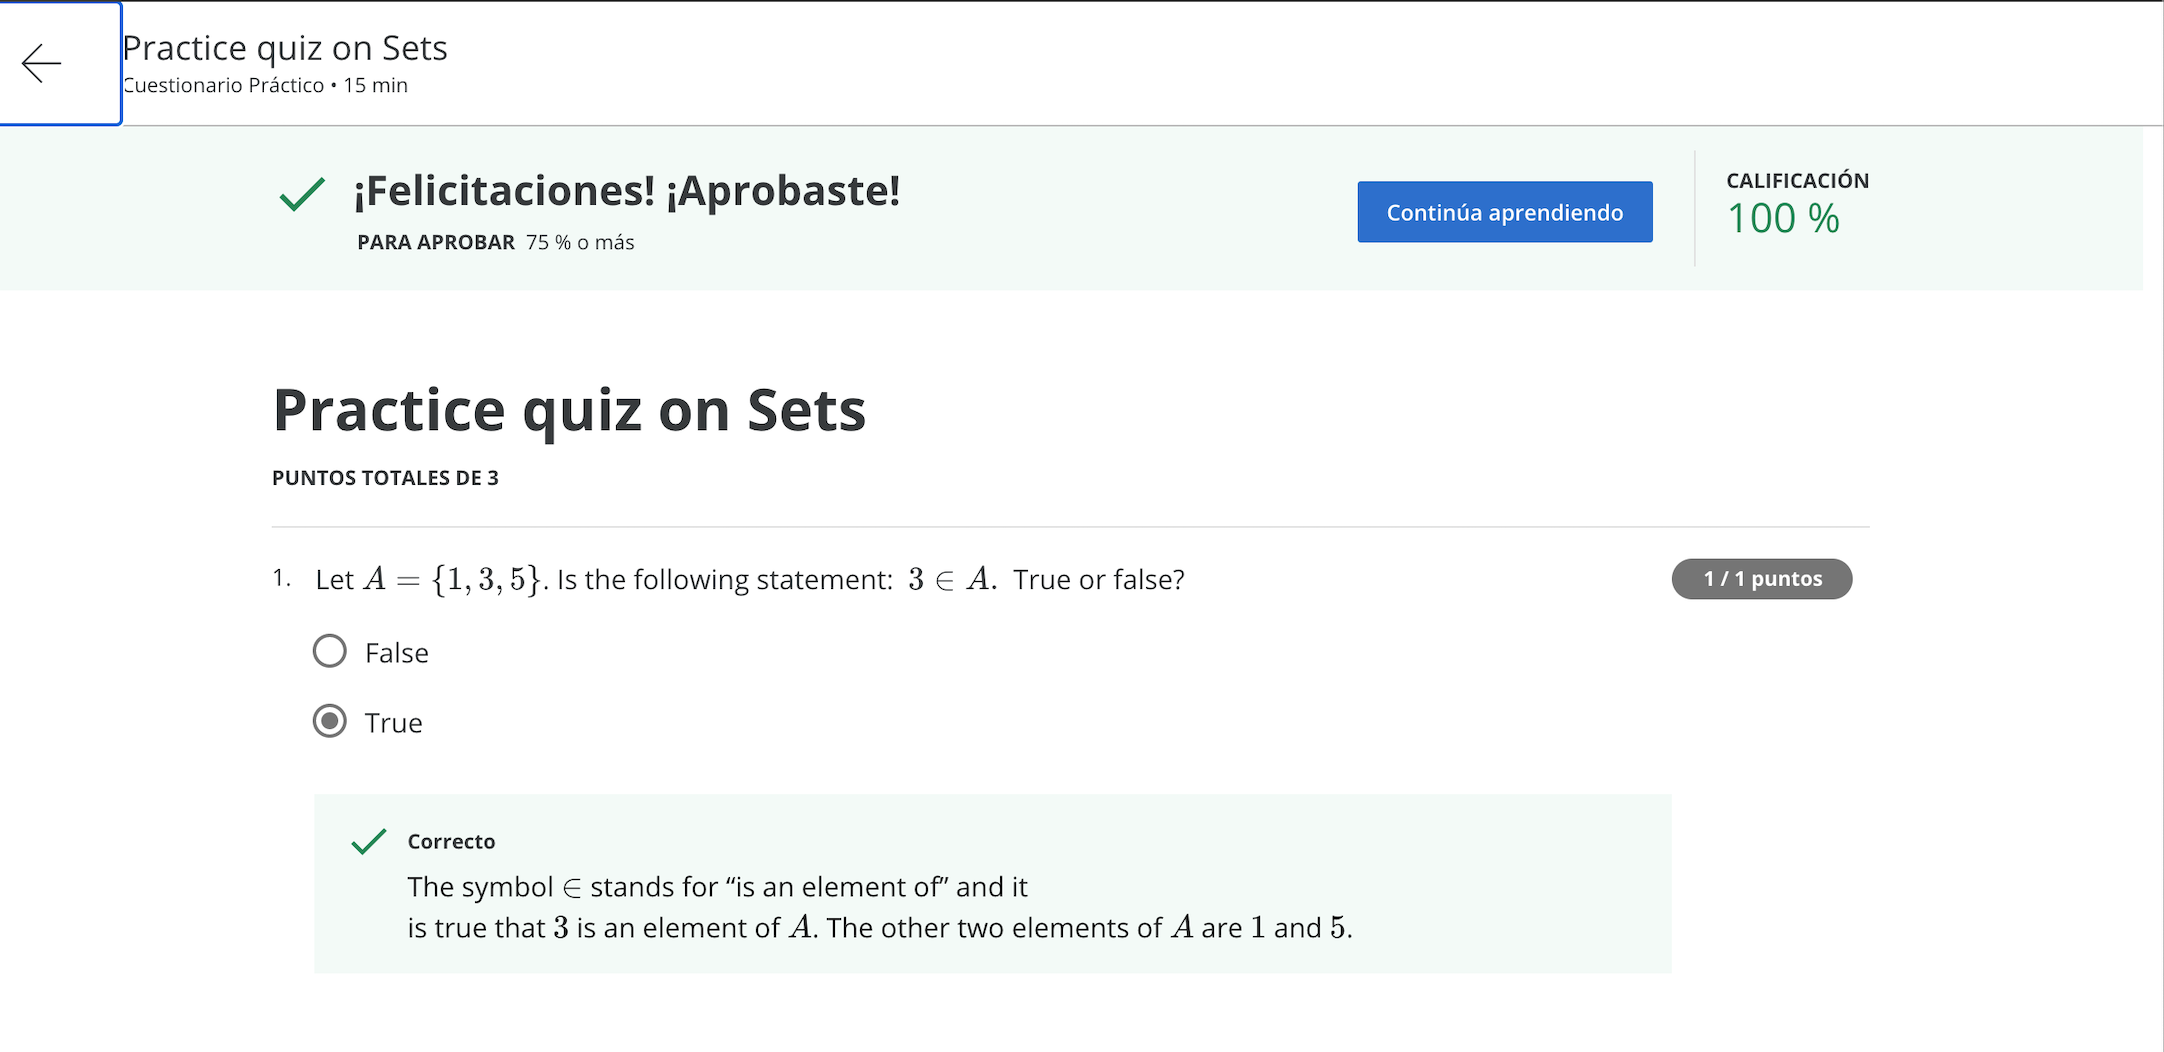 Practice quiz on Sets
Cuestionario Práctico • 15 min
¡Felicitaciones! ¡Aprobaste!
PARA APROBAR 75 % o más
Continúa aprendiendo
CALIFICACIÓN
100 %
Practice quiz on Sets
PUNTOS TOTALES DE 3
1. Let A = {1, 3, 5}. Is the following statement: 3 ∈ A. True or false?
1 / 1 puntos
False
True
Correcto
The symbol ∈ stands for “is an element of” and it
is true that 3 is an element of A. The other two elements of A are 1 and 5.